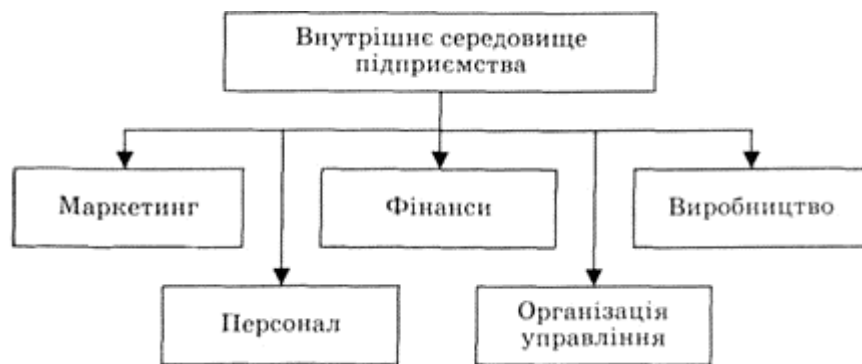 Внутрішнє середовище
підприємства
Маркетинг
Фінанси
Виробництво
Персонал
Організація
управління